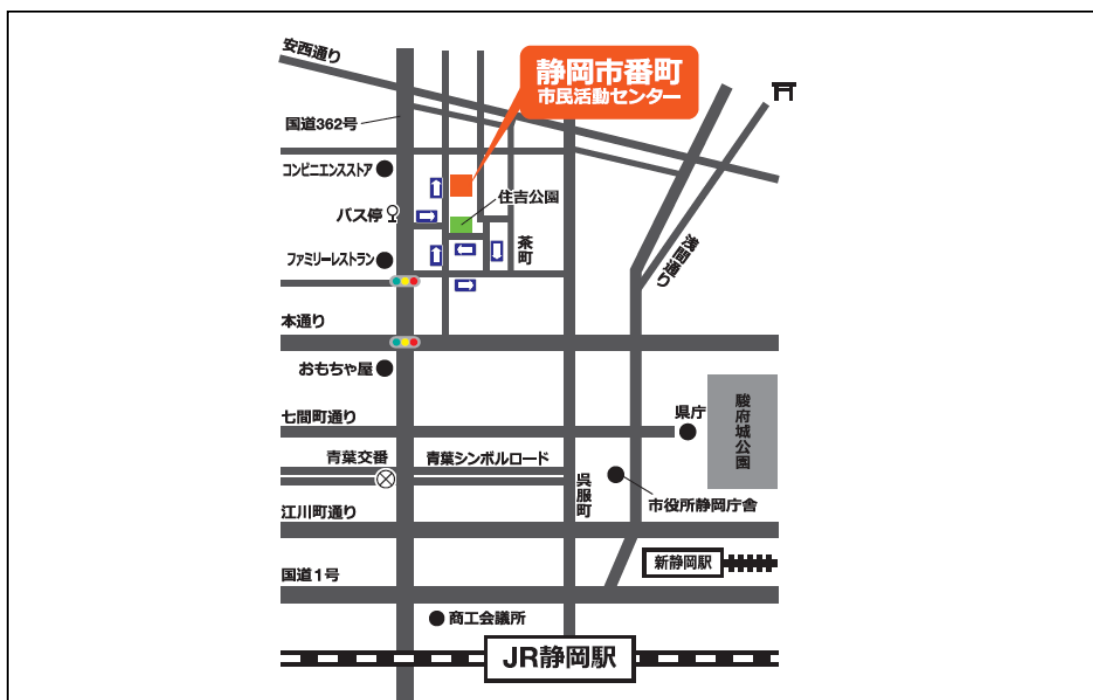 安西通り
静岡市番町
市民活動センター
国道362号
コンビニエンスストア
住吉公園
バス停
茶町
浅間通り
ファミリーレストラン
本通り
おもちゃ屋
県庁
駿府城公園
七間町通り
青葉交番
青葉シンボルロード
呉服町
市役所静岡庁舎
江川町通り
新静岡駅
国道1号
商工会議所
JR静岡駅